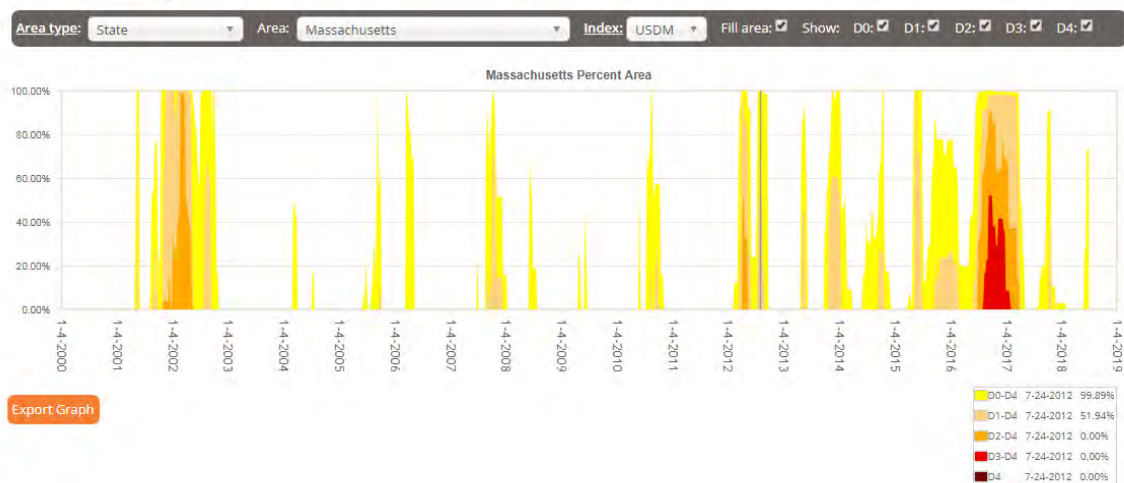 Area type: State Area: Massachusetts Index: USDM Fill area: Show: D0: D1: D2: D3: D4:
Massachusetts Percent Area
100.00%
80.00%
60.00%
40.00%
20.00%
0.00%
1-4-2000 1-4-2001 1-4-2002 1-4-2003 1-4-2004 1-4-2005 1-4-2006 1-4-2007 1-4-2008 1-4-2009 1-4-2010 1-4-2011 1-4-2012 1-4-2013 1-4-2014 1-4-2015 1-4-2016 1-4-2017 1-4-2018 1-4-2019
Export Graph
D0-D4 7-24-2012 99.89%
D1-D4 7-24-2012 51.94%
D2-D4 7-24-2012 0.00%
D3-D4 7-24-2012 0.00%
D4 7-24-2012 0.00%